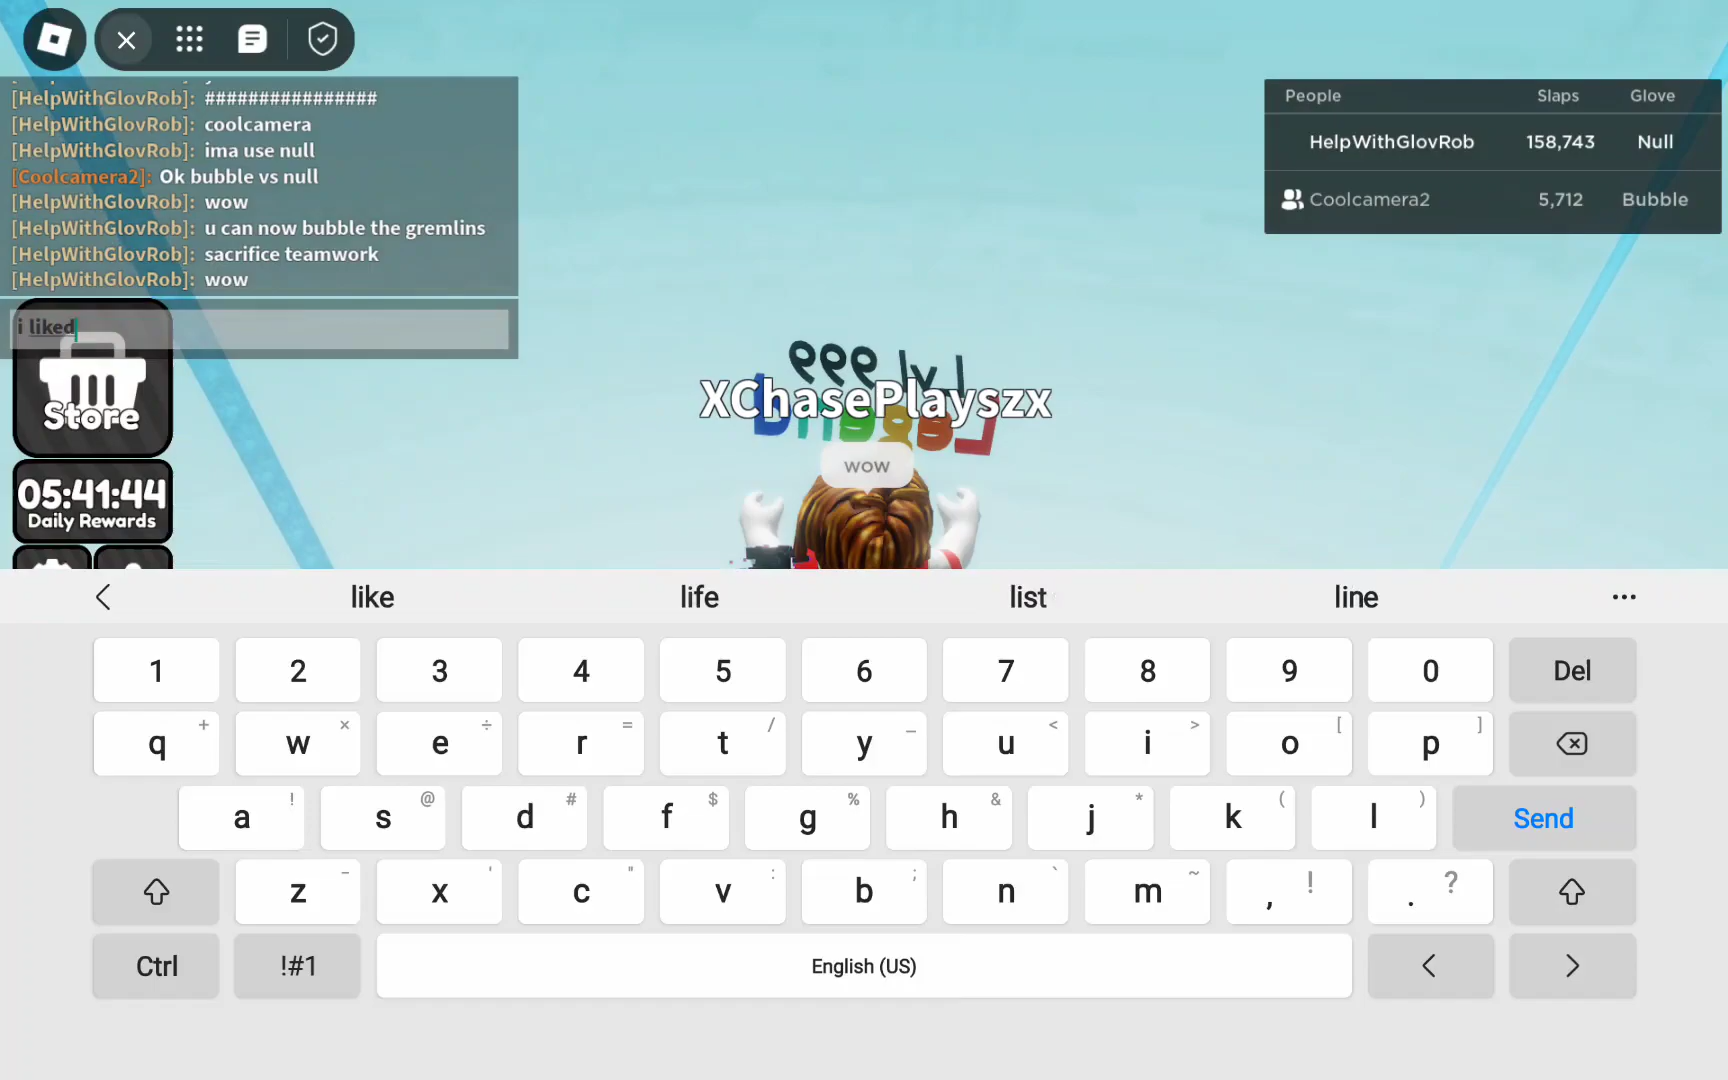 [HelpWithGlovRob]: ################
[HelpWithGlovRob]: coolcamera
[HelpWithGlovRob]: ima use null
[Coolcamera2]: Ok bubble vs null
[HelpWithGlovRob]: wow
[HelpWithGlovRob]: u can now bubble the gremlins
[HelpWithGlovRob]: sacrifice teamwork
[HelpWithGlovRob]: wow
i liked
People Slaps Glove
HelpWithGlovRob 158,743 Null
Coolcamera2 5,712 Bubble
Store
05:41:44
Daily Rewards
Lvl 999
XChasePlayszx
Legend
wow
like life list line ...
1 2 3 4 5 6 7 8 9 0 Del
+ × ÷ = / _ < > [ ]
q w e r t y u i o p
! @ # $ % & * ( )
a s d f g h j k l Send
- ' " : ; ` ~ ! ?
z x c v b n m , .
Ctrl !#1 English (US) < >